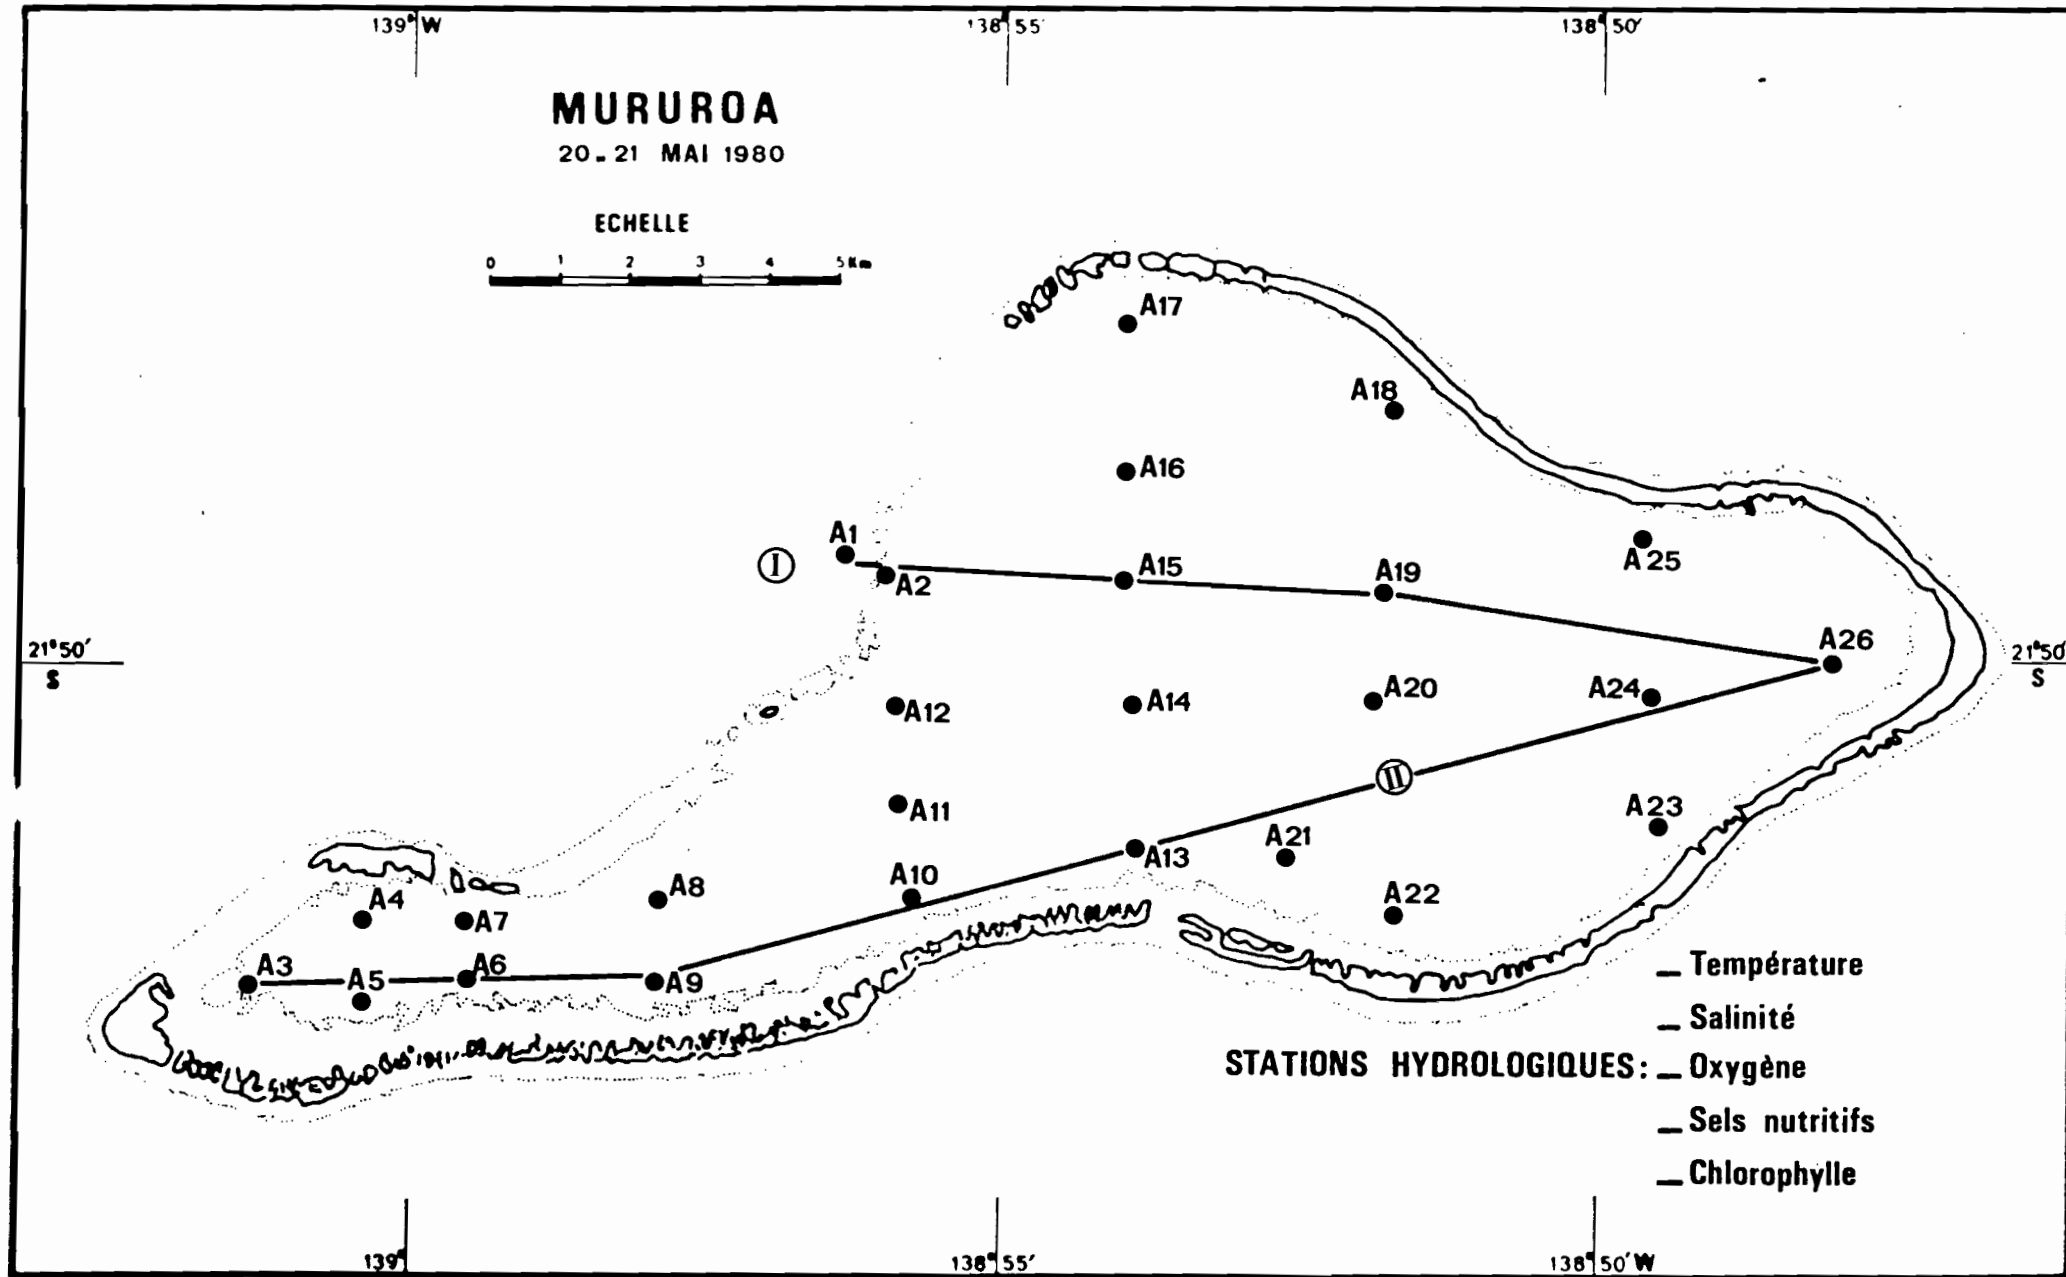 139° W
138°55'
138°50'
MURUROA
20-21 MAI 1980
ECHELLE
0 1 2 3 4 5 Km
A17
A18
A16
A1
I
A2
A15
A19
A25
21°50'
S
A26
21°50'
S
A12
A14
A20
A24
II
A11
A13
A21
A23
A4
A7
A8
A10
A22
A3
A5
A6
A9
STATIONS HYDROLOGIQUES:
— Température
— Salinité
— Oxygène
— Sels nutritifs
— Chlorophylle
139°
138°55'
138°50'W